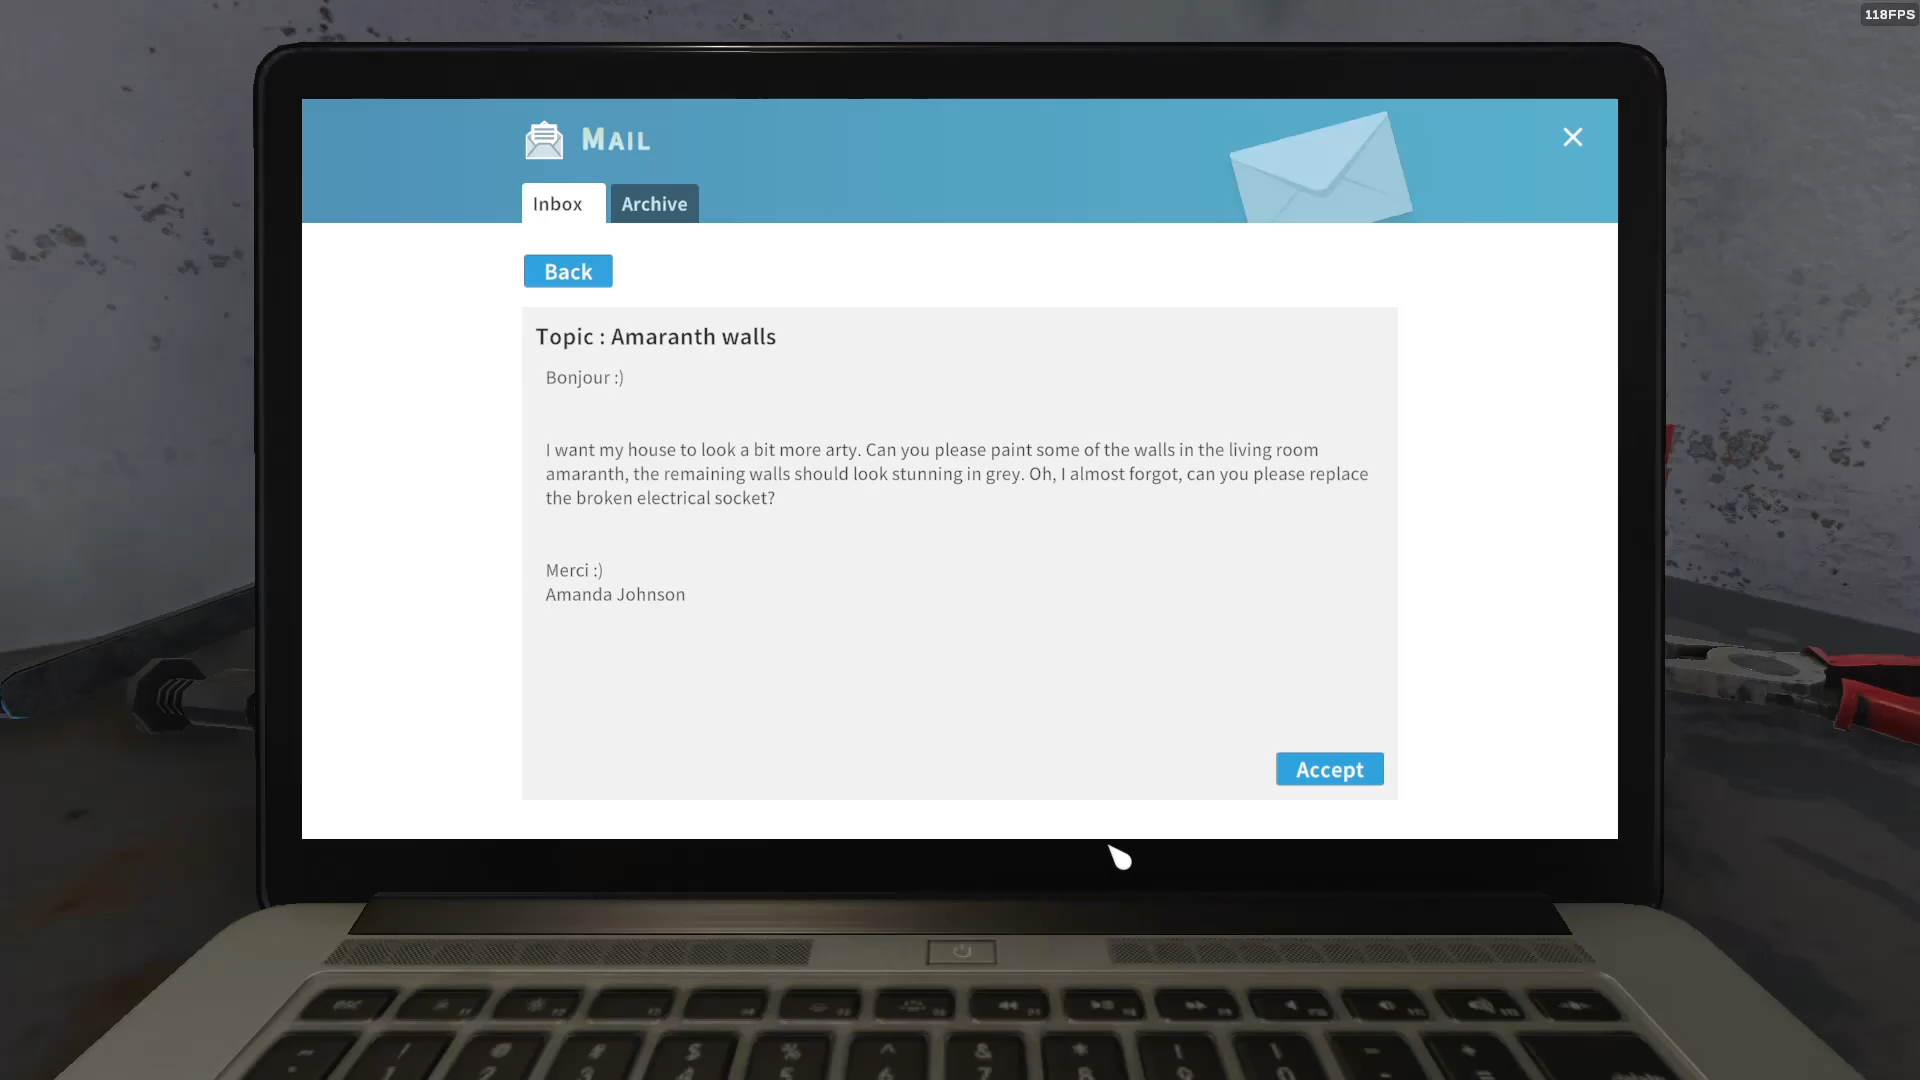 118FPS
MAIL
Inbox
Archive
Back
Topic : Amaranth walls
Bonjour :)
I want my house to look a bit more arty. Can you please paint some of the walls in the living room
amaranth, the remaining walls should look stunning in grey. Oh, I almost forgot, can you please replace
the broken electrical socket?
Merci :)
Amanda Johnson
Accept
esc